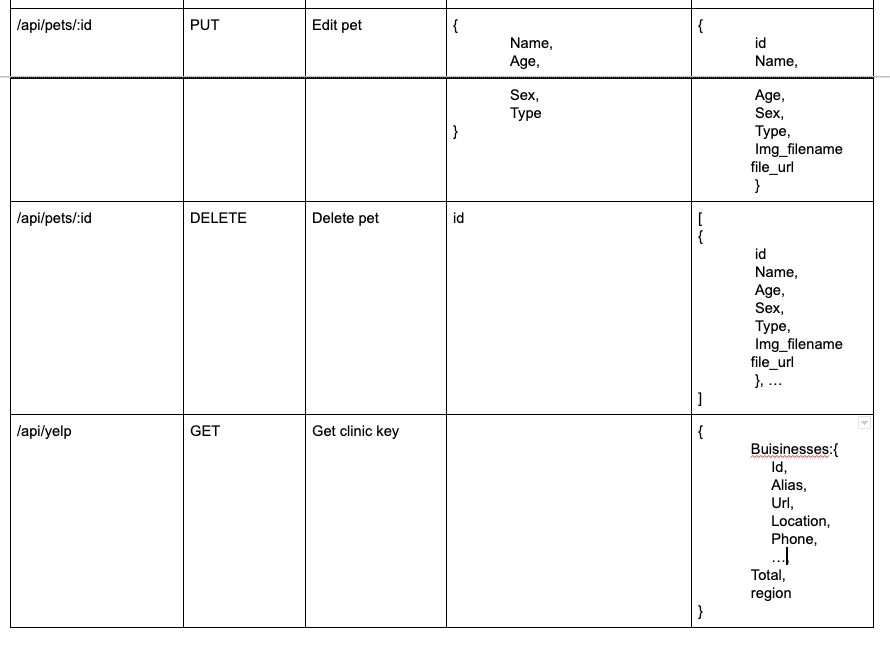 /api/pets/:id PUT Edit pet { {
Name, id
Age, Name,
Sex, Age,
Type Sex,
} Type,
Img_filename
file_url
}
/api/pets/:id DELETE Delete pet id [
{
id
Name,
Age,
Sex,
Type,
Img_filename
file_url
}, …
]
/api/yelp GET Get clinic key {
Buisinesses:{
Id,
Alias,
Url,
Location,
Phone,
…,
Total,
region
}